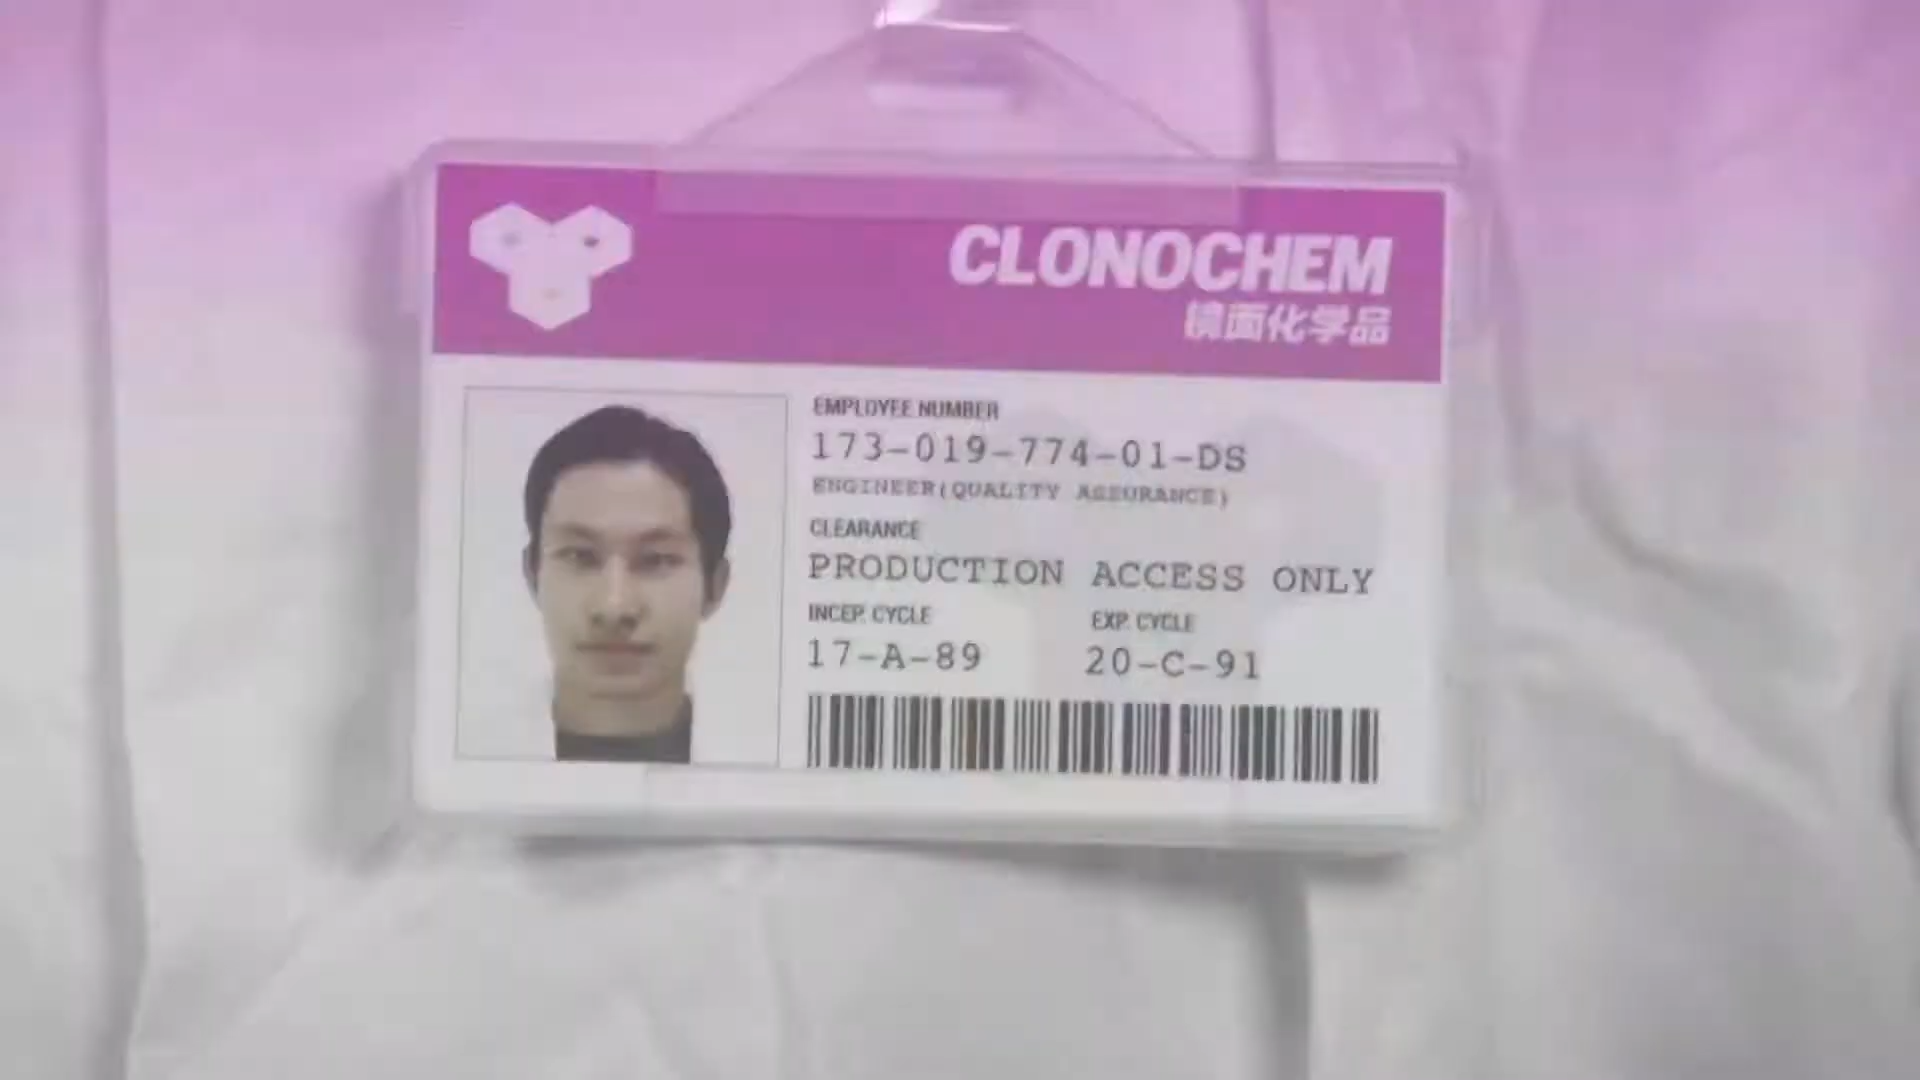 CLONOCHEM
镜面化学品
EMPLOYEE NUMBER
173-019-774-01-DS
ENGINEER(QUALITY ASSURANCE)
CLEARANCE
PRODUCTION ACCESS ONLY
INCEP. CYCLE
17-A-89
EXP. CYCLE
20-C-91